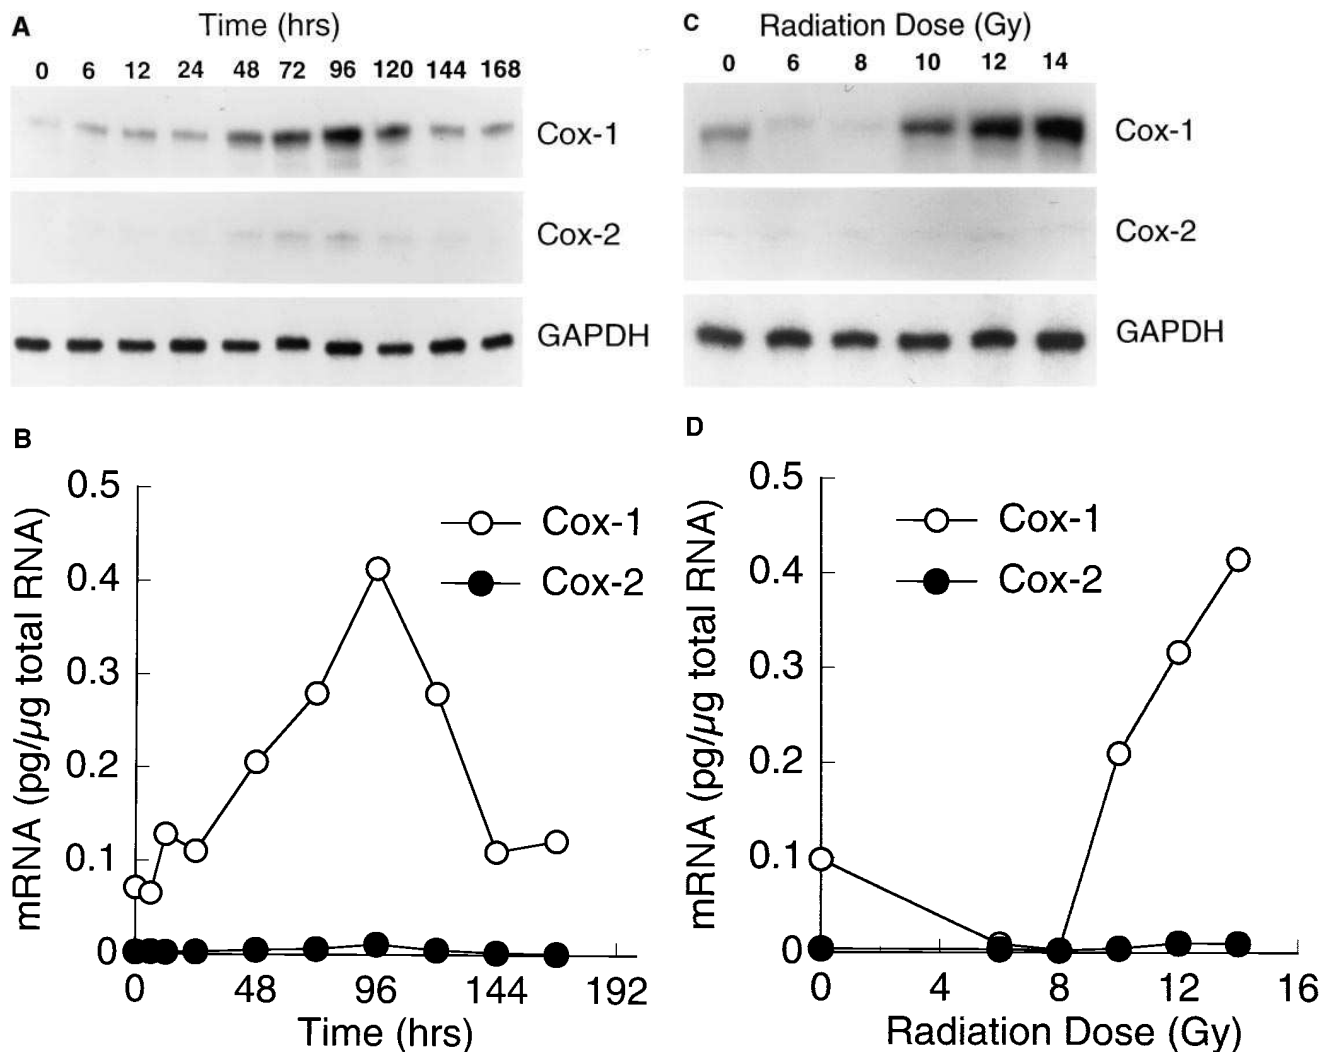 A
Time (hrs)
0 6 12 24 48 72 96 120 144 168
Cox-1
Cox-2
GAPDH
C
Radiation Dose (Gy)
0 6 8 10 12 14
Cox-1
Cox-2
GAPDH
B
mRNA (pg/µg total RNA)
0.5
0.4
0.3
0.2
0.1
0
Cox-1
Cox-2
0 48 96 144 192
Time (hrs)
D
mRNA (pg/µg total RNA)
0.5
0.4
0.3
0.2
0.1
0
Cox-1
Cox-2
0 4 8 12 16
Radiation Dose (Gy)